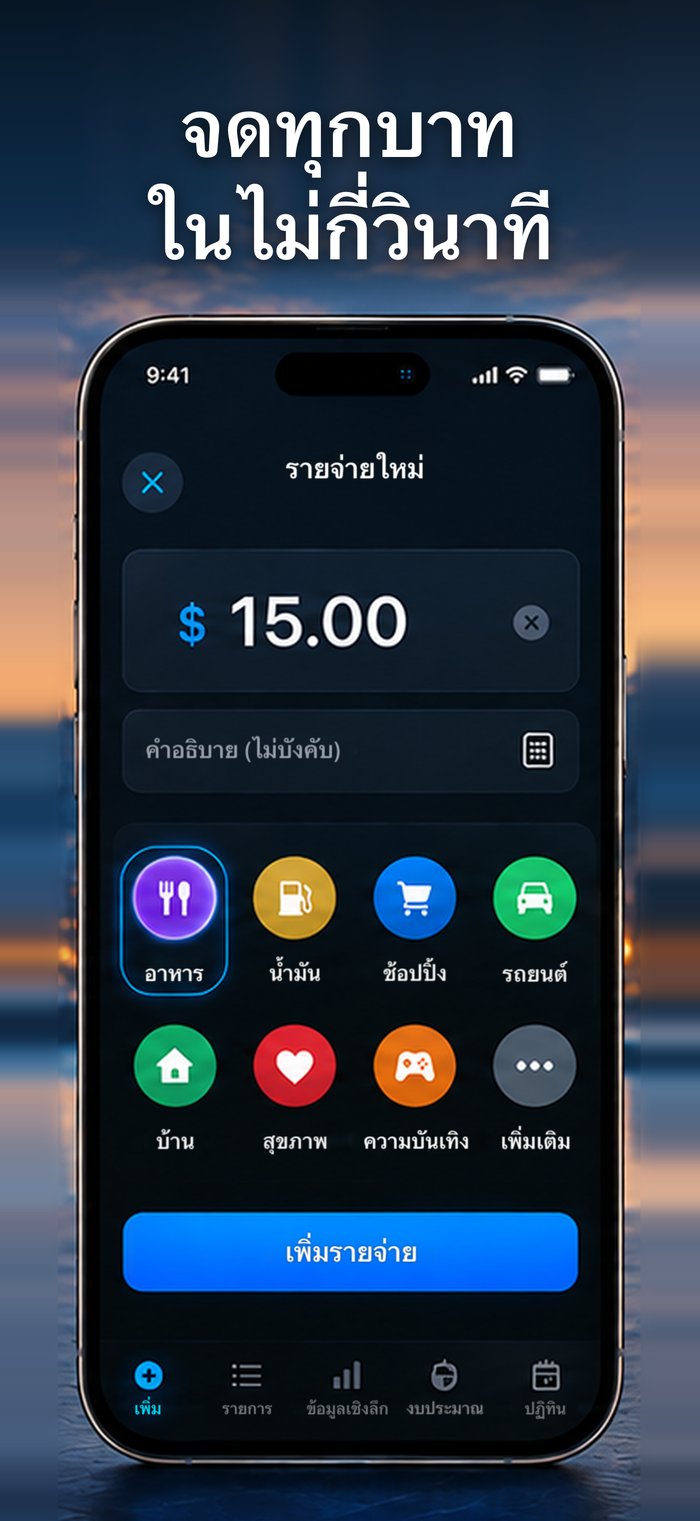 จดทุกบาท
ในไม่กี่วินาที
9:41
รายจ่ายใหม่
$ 15.00
คำอธิบาย (ไม่บังคับ)
อาหาร น้ำมัน ช้อปปิ้ง รถยนต์
บ้าน สุขภาพ ความบันเทิง เพิ่มเติม
เพิ่มรายจ่าย
เพิ่ม รายการ ข้อมูลเชิงลึก งบประมาณ ปฏิทิน